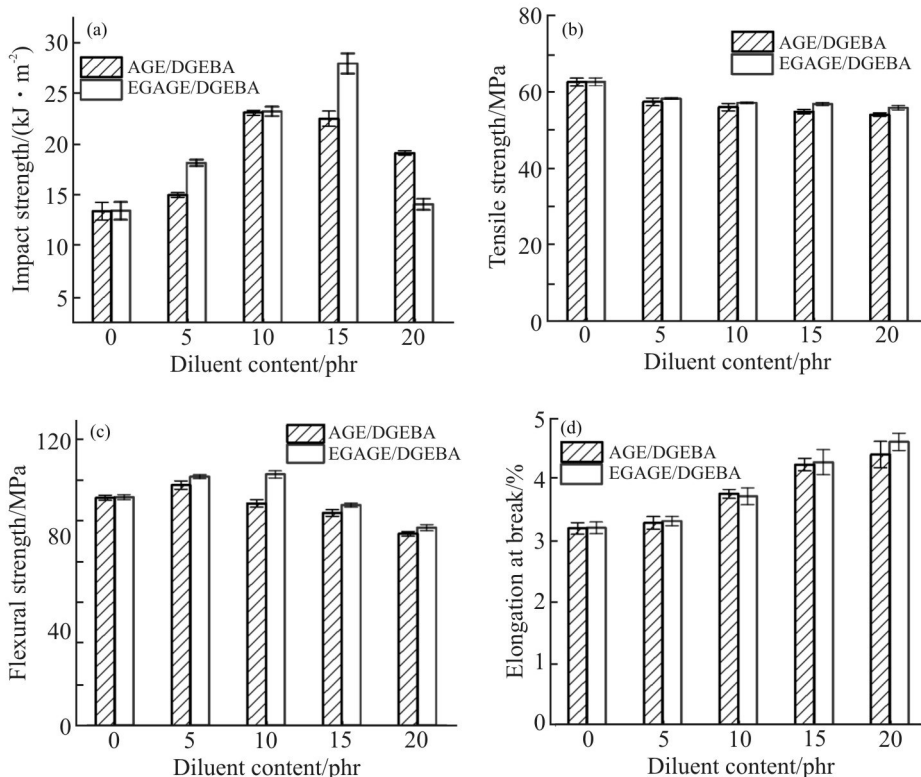 (a)
AGE/DGEBA
EGAGE/DGEBA
Impact strength/(kJ · m⁻²)
30
25
20
15
10
5
0 5 10 15 20
Diluent content/phr
(b)
AGE/DGEBA
EGAGE/DGEBA
Tensile strength/MPa
80
60
40
20
0
0 5 10 15 20
Diluent content/phr
(c)
AGE/DGEBA
EGAGE/DGEBA
Flexural strength/MPa
120
80
40
0
0 5 10 15 20
Diluent content/phr
(d)
AGE/DGEBA
EGAGE/DGEBA
Elongation at break/%
5
4
3
2
1
0
0 5 10 15 20
Diluent content/phr